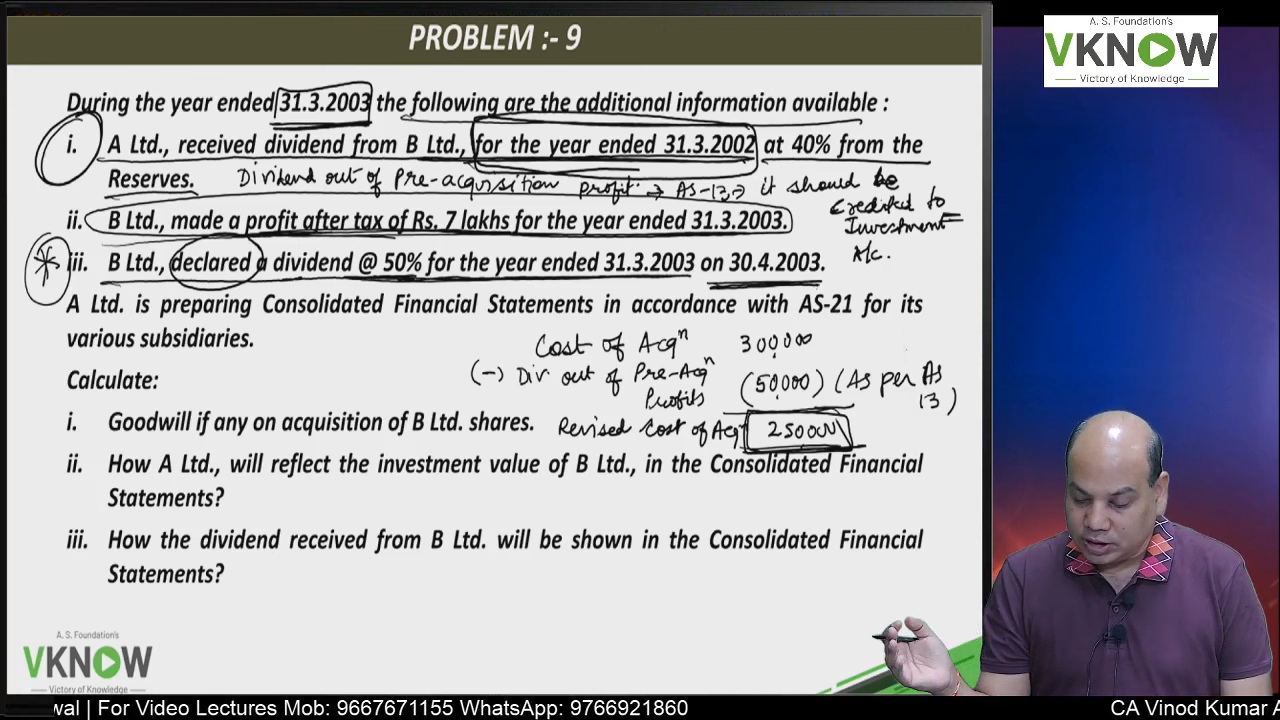 PROBLEM :- 9
A. S. Foundation's
VKNOW
Victory of Knowledge
During the year ended 31.3.2003 the following are the additional information available :
i. A Ltd., received dividend from B Ltd., for the year ended 31.3.2002 at 40% from the
Reserves.
Dividend out of Pre-acquisition profit. → AS-13 → it should be
credited to
Investment
A/c.
ii. B Ltd., made a profit after tax of Rs. 7 lakhs for the year ended 31.3.2003.
iii. B Ltd., declared a dividend @ 50% for the year ended 31.3.2003 on 30.4.2003.
A Ltd. is preparing Consolidated Financial Statements in accordance with AS-21 for its
various subsidiaries.
Cost of Acqn 300,000
(-) Div out of Pre-Acqn
Profits (50,000) (As per AS
13)
Revised Cost of Acqn
Calculate:
i. Goodwill if any on acquisition of B Ltd. shares.
ii. How A Ltd., will reflect the investment value of B Ltd., in the Consolidated Financial
Statements?
iii. How the dividend received from B Ltd. will be shown in the Consolidated Financial
Statements?
A. S. Foundation's
VKNOW
Victory of Knowledge
wal | For Video Lectures Mob: 9667671155 WhatsApp: 9766921860
CA Vinod Kumar A